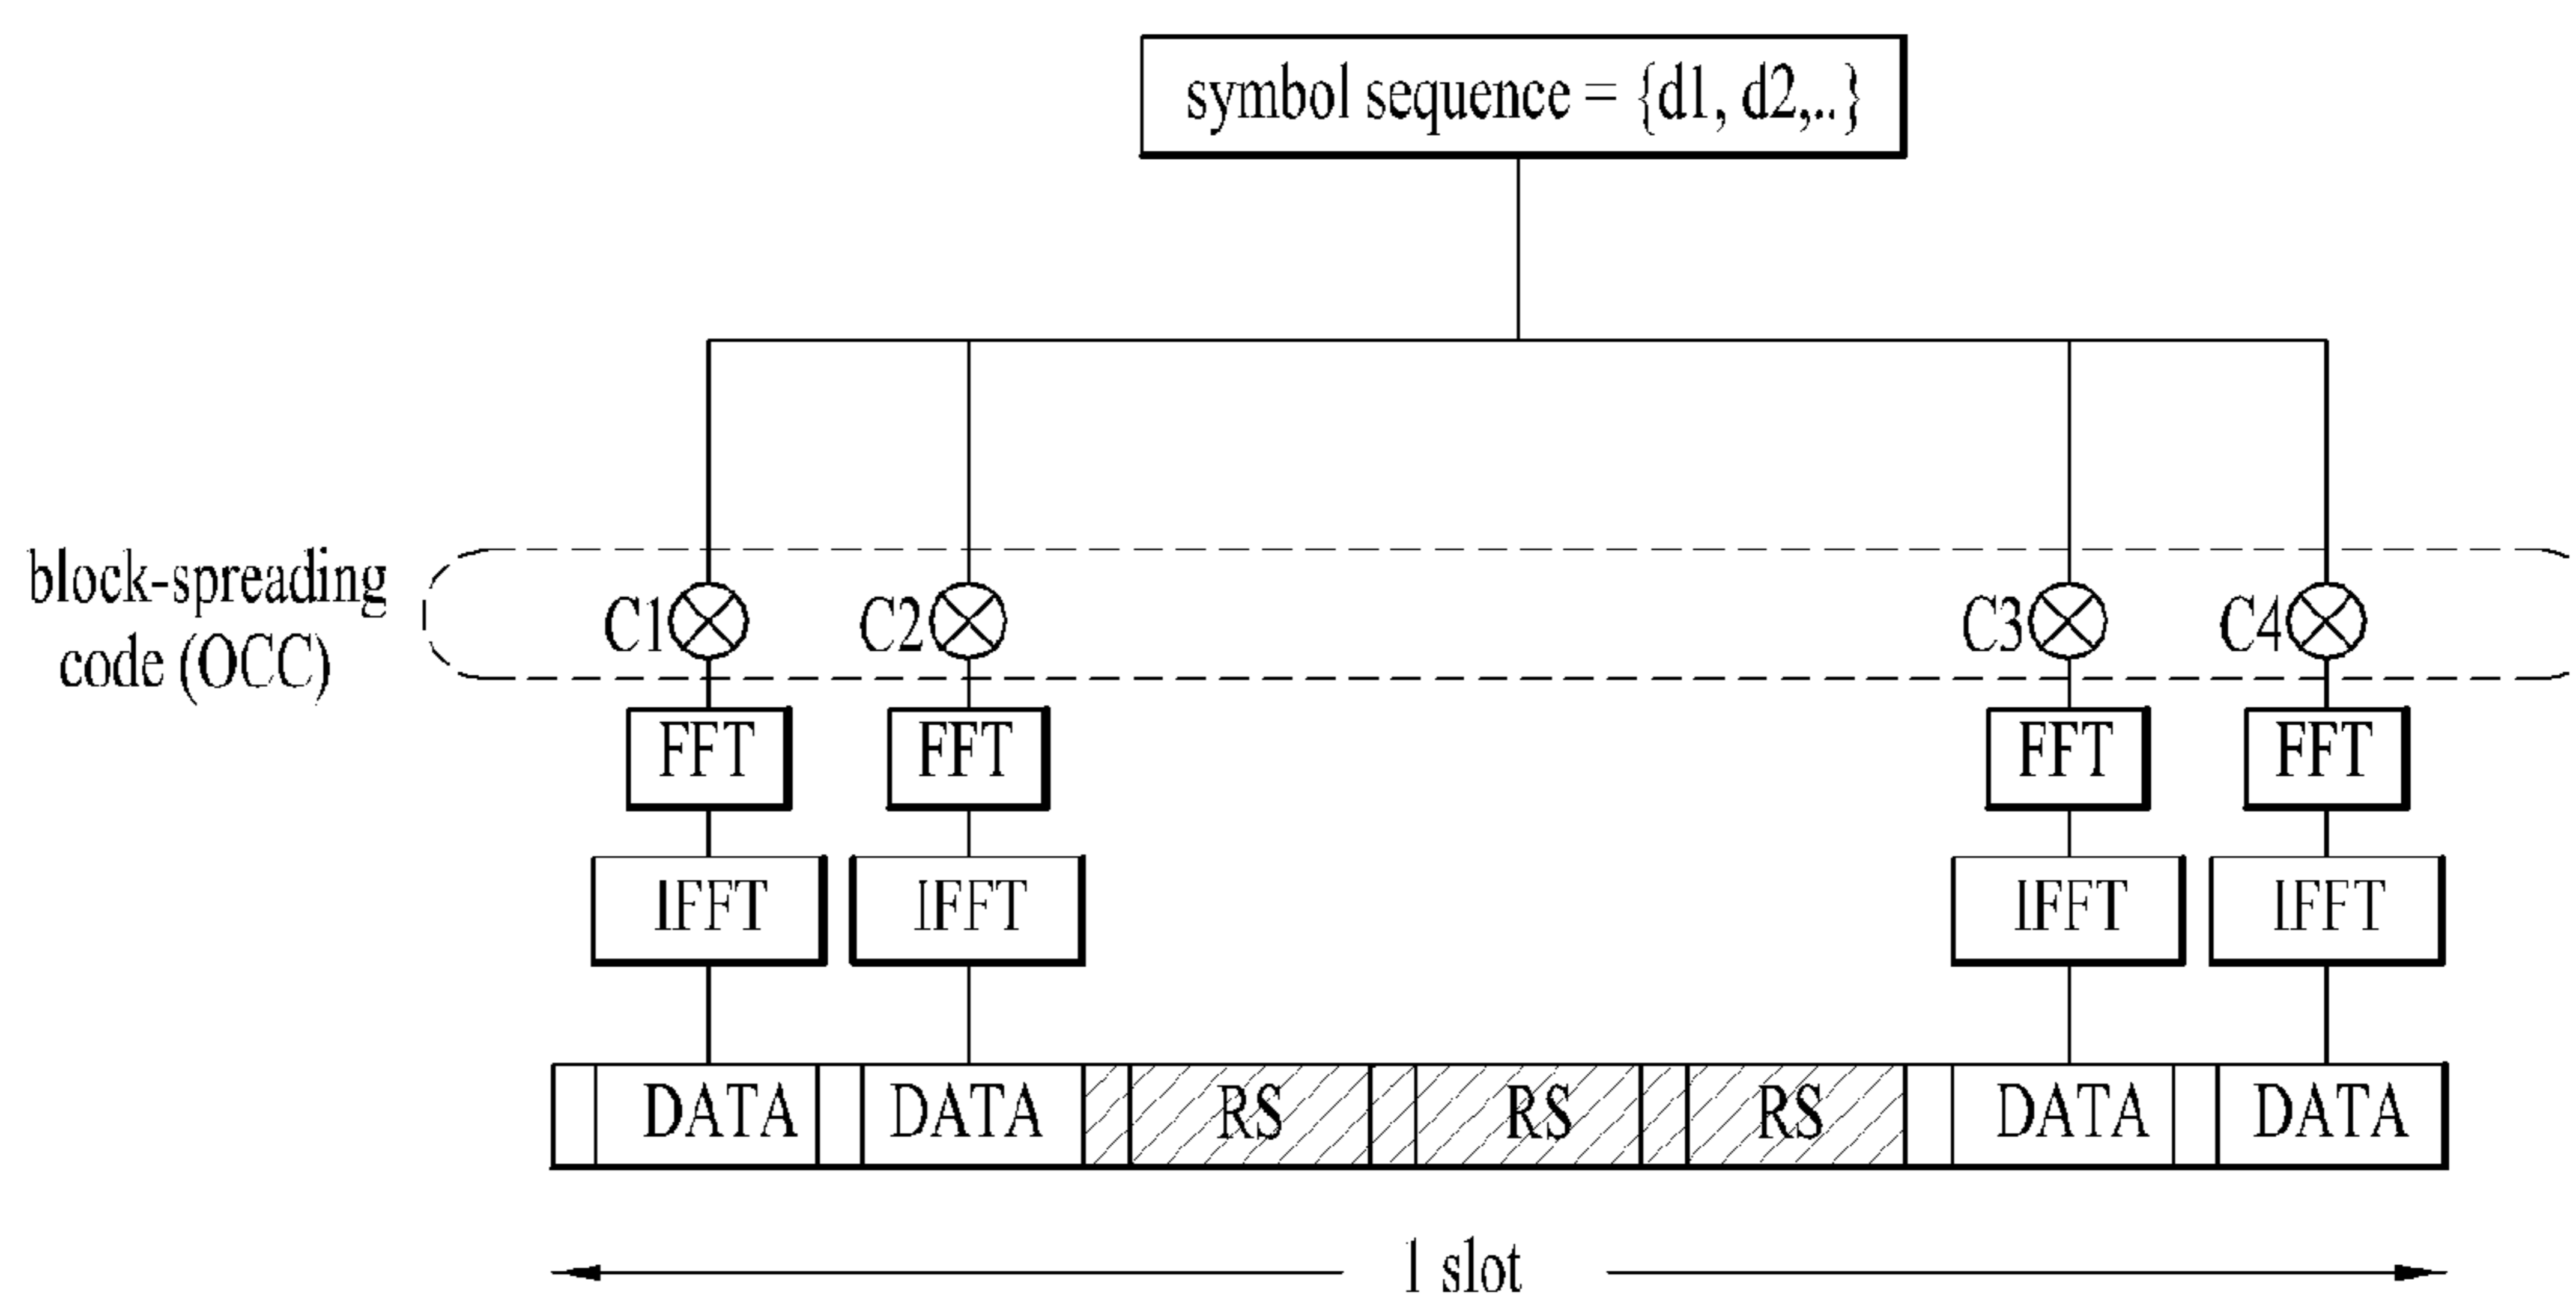 symbol sequence = {d1, d2,..}
block-spreading
code (OCC)
C1 C2 C3 C4
FFT FFT FFT FFT
IFFT IFFT IFFT IFFT
DATA DATA RS RS RS DATA DATA
1 slot